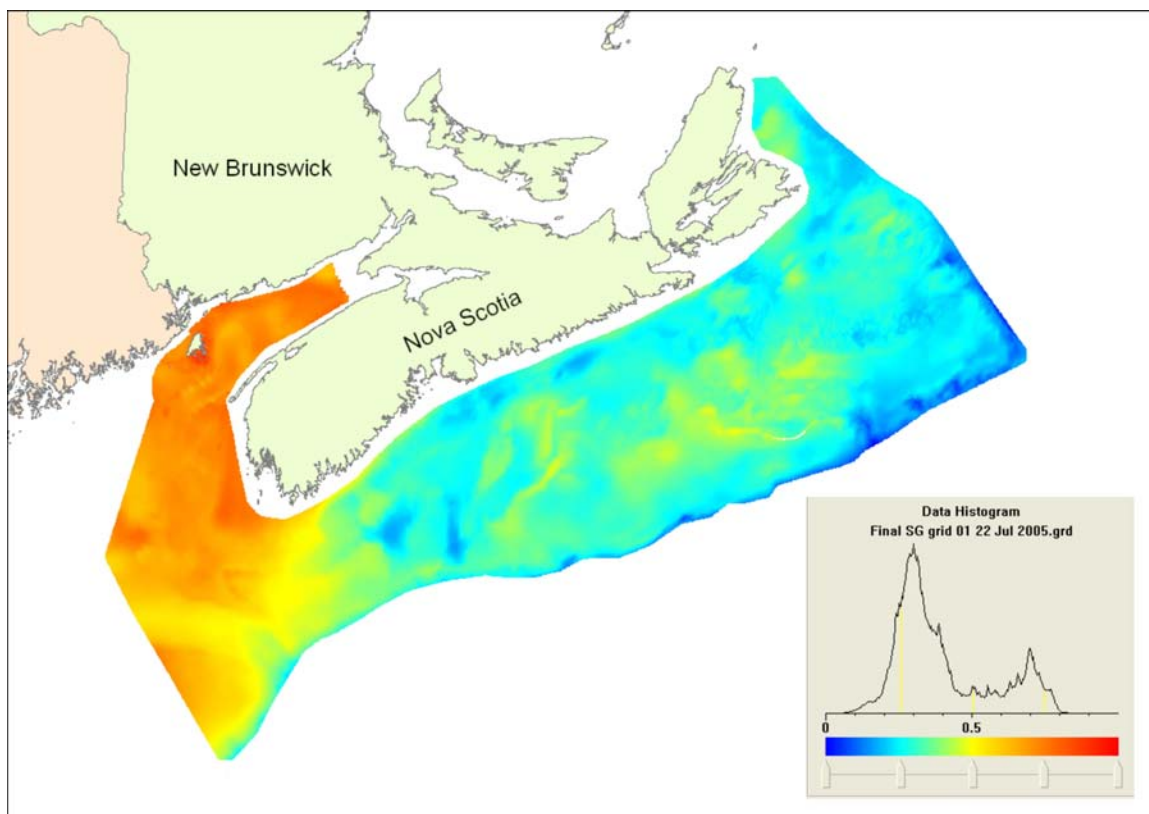 New Brunswick
Nova Scotia
Data Histogram
Final SG grid 01 22 Jul 2005.grd
0
0.5